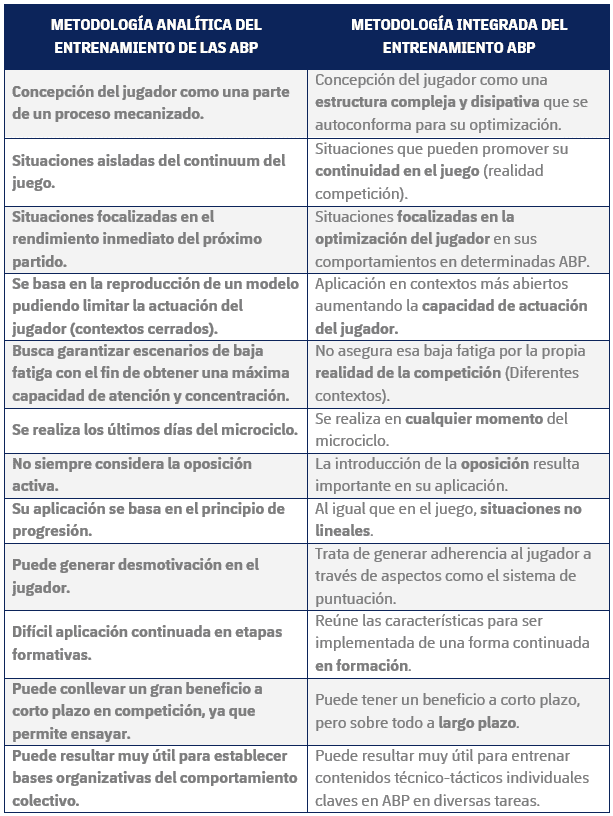 METODOLOGÍA ANALÍTICA DEL
ENTRENAMIENTO DE LAS ABP
METODOLOGÍA INTEGRADA DEL
ENTRENAMIENTO ABP
Concepción del jugador como una parte
de un proceso mecanizado.
Concepción del jugador como una
estructura compleja y disipativa que se
autoconforma para su optimización.
Situaciones aisladas del continuum del
juego.
Situaciones que pueden promover su
continuidad en el juego (realidad
competición).
Situaciones focalizadas en el
rendimiento inmediato del próximo
partido.
Situaciones focalizadas en la
optimización del jugador en sus
comportamientos en determinadas ABP.
Se basa en la reproducción de un modelo
pudiendo limitar la actuación del
jugador (contextos cerrados).
Aplicación en contextos más abiertos
aumentando la capacidad de actuación
del jugador.
Busca garantizar escenarios de baja
fatiga con el fin de obtener una máxima
capacidad de atención y concentración.
No asegura esa baja fatiga por la propia
realidad de la competición (Diferentes
contextos).
Se realiza los últimos días del microciclo.
Se realiza en cualquier momento del
microciclo.
No siempre considera la oposición
activa.
La introducción de la oposición resulta
importante en su aplicación.
Su aplicación se basa en el principio de
progresión.
Al igual que en el juego, situaciones no
lineales.
Puede generar desmotivación en el
jugador.
Trata de generar adherencia al jugador a
través de aspectos como el sistema de
puntuación.
Difícil aplicación continuada en etapas
formativas.
Reúne las características para ser
implementada de una forma continuada
en formación.
Puede conllevar un gran beneficio a
corto plazo en competición, ya que
permite ensayar.
Puede tener un beneficio a corto plazo,
pero sobre todo a largo plazo.
Puede resultar muy útil para establecer
bases organizativas del comportamiento
colectivo.
Puede resultar muy útil para entrenar
contenidos técnico-tácticos individuales
claves en ABP en diversas tareas.